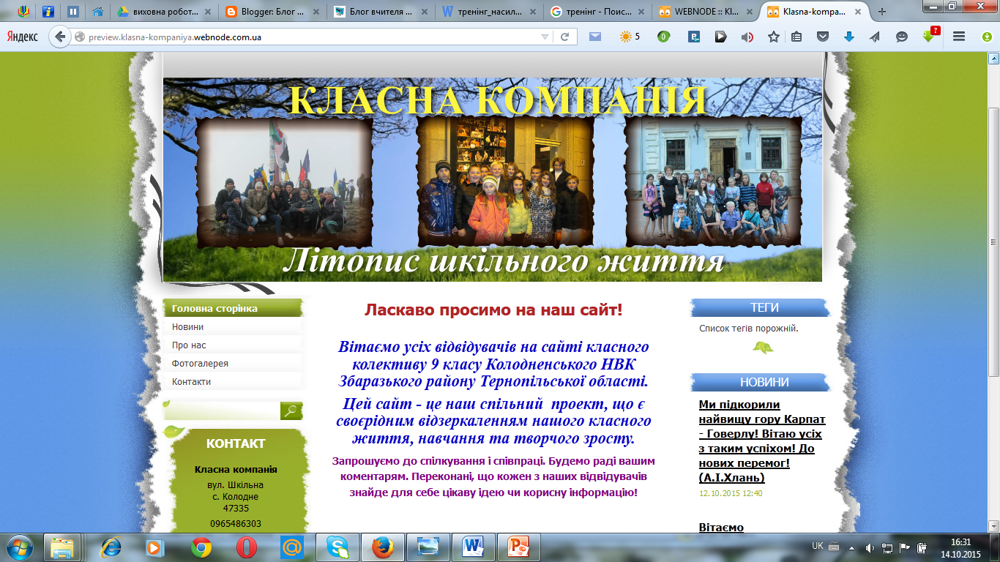 виховна робот...
Blogger: Блог ...
Блог вчителя ...
тренінг_насил...
тренінг - Поис...
WEBNODE :: Kl...
Klasna-kompa...
Яндекс
preview.klasna-kompaniya.webnode.com.ua
5
0
?
КЛАСНА КОМПАНІЯ
ТАКСИСТ
Літопис шкільного життя
Головна сторінка
Новини
Про нас
Фотогалерея
Контакти
КОНТАКТ
Класна компанія
вул. Шкільна
с. Колодне
47335
0965486303
Ласкаво просимо на наш сайт!
Вітаємо усіх відвідувачів на сайті класного
колективу 9 класу Колодненського НВК
Збаразького району Тернопільської області.
Цей сайт - це наш спільний проект, що є
своєрідним відзеркаленням нашого класного
життя, навчання та творчого зросту.
Запрошуємо до спілкування і співпраці. Будемо раді вашим
коментарям. Переконані, що кожен з наших відвідувачів
знайде для себе цікаву ідею чи корисну інформацію!
ТЕГИ
Список тегів порожній.
НОВИНИ
Ми підкорили
найвищу гору Карпат
- Говерлу! Вітаю усіх
з таким успіхом! До
нових перемог!
(А.І.Хлань)
12.10.2015 12:40
Вітаємо
UK
16:31
14.10.2015